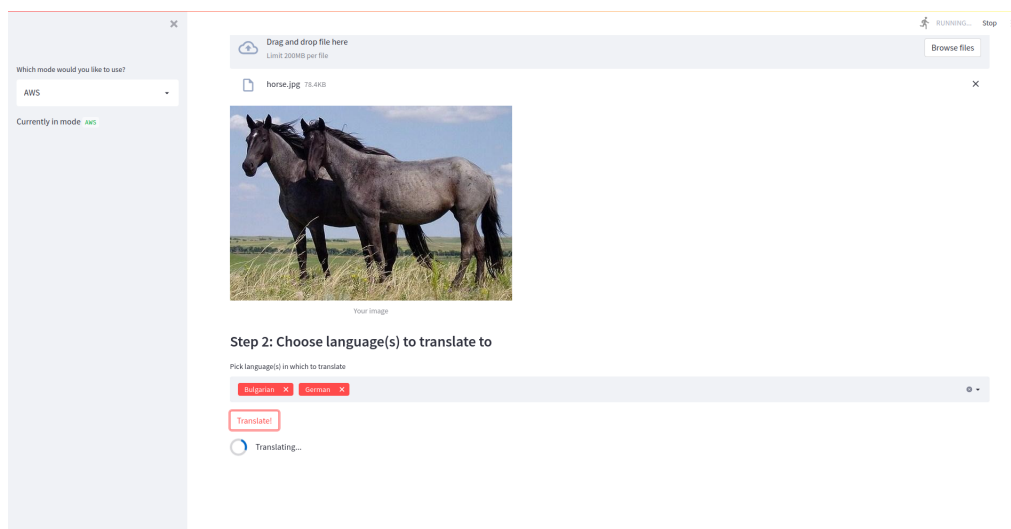 Which mode would you like to use?
AWS
Currently in mode AWS
RUNNING... Stop
Drag and drop file here
Limit 200MB per file
Browse files
horse.jpg 78.4KB
Your image
Step 2: Choose language(s) to translate to
Pick language(s) in which to translate
Bulgarian German
Translate!
Translating...